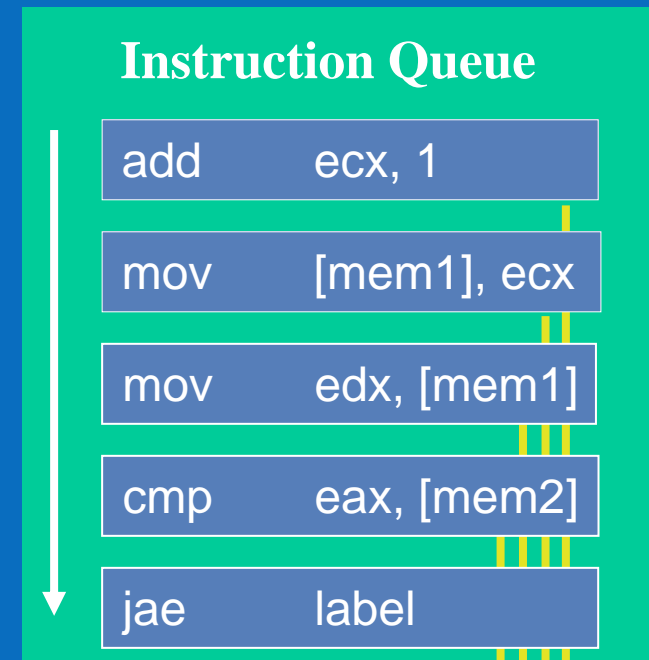 Instruction Queue
add ecx, 1
mov [mem1], ecx
mov edx, [mem1]
cmp eax, [mem2]
jae label